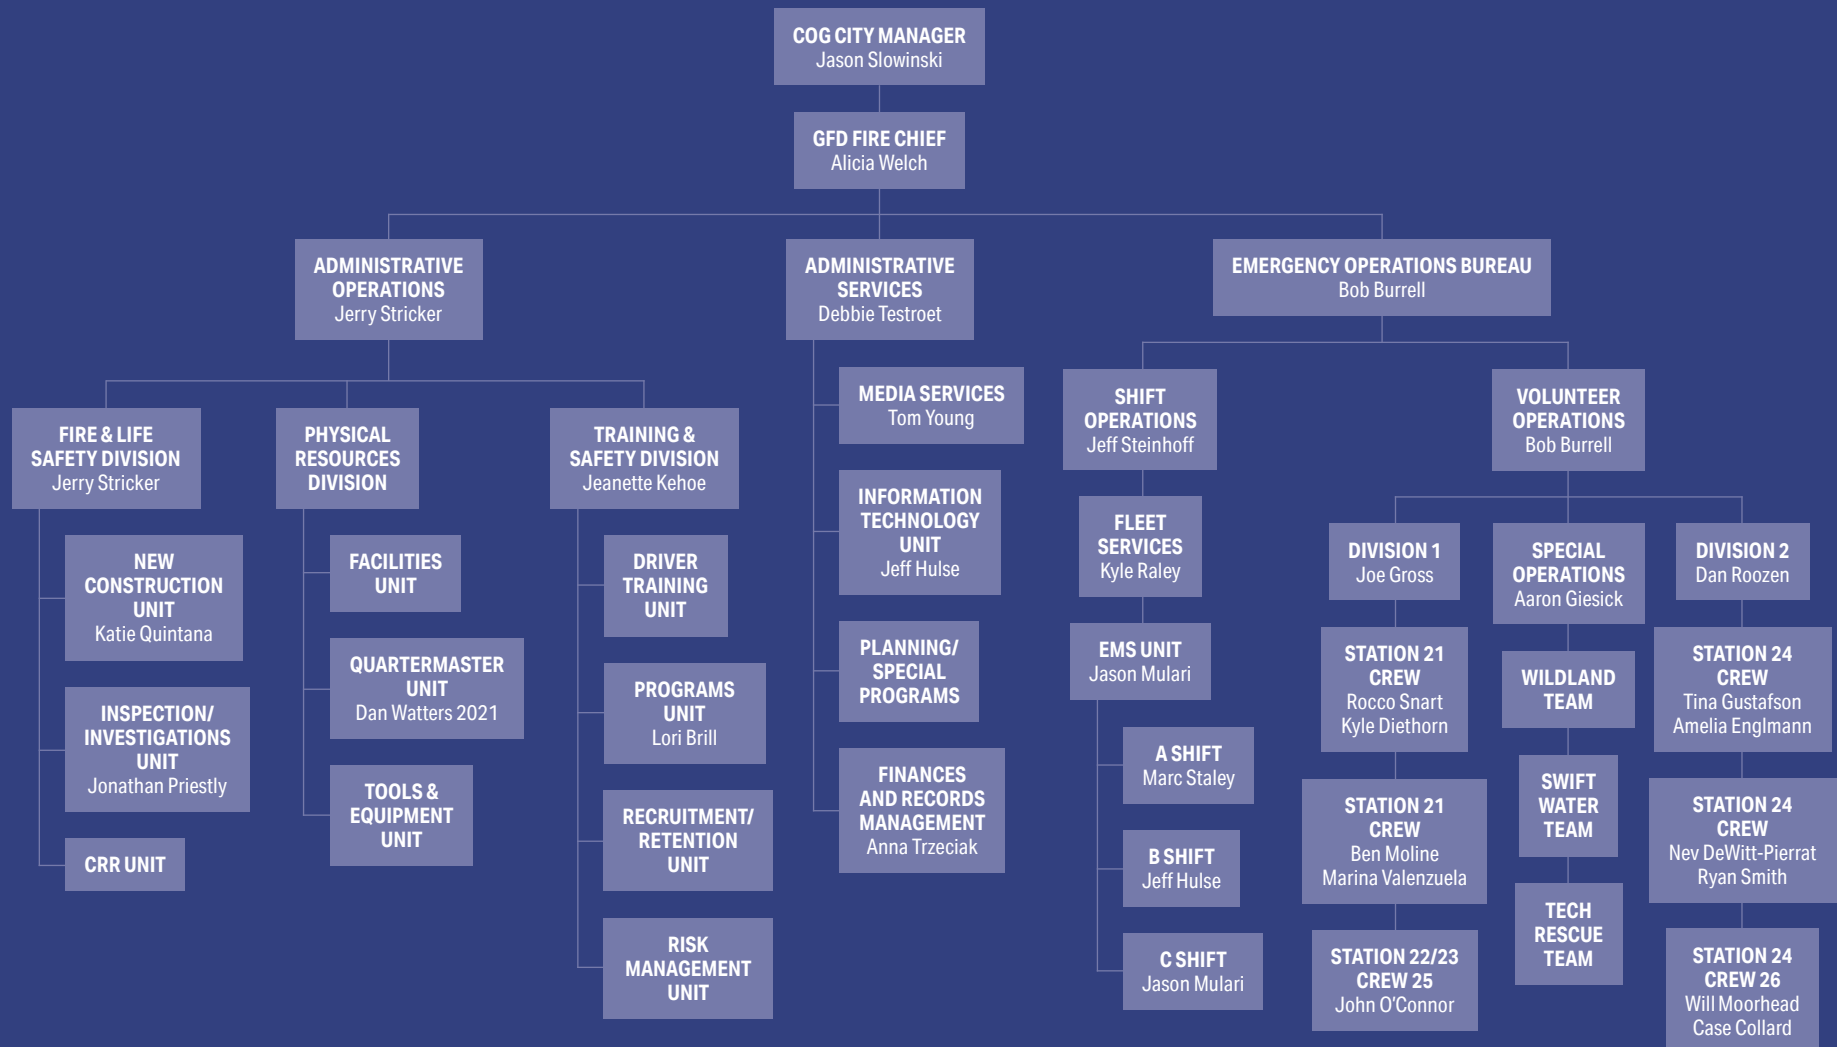 COG CITY MANAGER
Jason Slowinski
GFD FIRE CHIEF
Alicia Welch
ADMINISTRATIVE
OPERATIONS
Jerry Stricker
ADMINISTRATIVE
SERVICES
Debbie Testroet
EMERGENCY OPERATIONS BUREAU
Bob Burrell
FIRE & LIFE
SAFETY DIVISION
Jerry Stricker
NEW
CONSTRUCTION
UNIT
Katie Quintana
INSPECTION/
INVESTIGATIONS
UNIT
Jonathan Priestly
CRR UNIT
PHYSICAL
RESOURCES
DIVISION
FACILITIES
UNIT
QUARTERMASTER
UNIT
Dan Watters 2021
TOOLS &
EQUIPMENT
UNIT
TRAINING &
SAFETY DIVISION
Jeanette Kehoe
DRIVER
TRAINING
UNIT
PROGRAMS
UNIT
Lori Brill
RECRUITMENT/
RETENTION
UNIT
RISK
MANAGEMENT
UNIT
MEDIA SERVICES
Tom Young
INFORMATION
TECHNOLOGY
UNIT
Jeff Hulse
PLANNING/
SPECIAL
PROGRAMS
FINANCES
AND RECORDS
MANAGEMENT
Anna Trzeciak
SHIFT
OPERATIONS
Jeff Steinhoff
FLEET
SERVICES
Kyle Raley
EMS UNIT
Jason Mulari
A SHIFT
Marc Staley
B SHIFT
Jeff Hulse
C SHIFT
Jason Mulari
VOLUNTEER
OPERATIONS
Bob Burrell
DIVISION 1
Joe Gross
STATION 21
CREW
Rocco Snart
Kyle Diethorn
STATION 21
CREW
Ben Moline
Marina Valenzuela
STATION 22/23
CREW 25
John O'Connor
SPECIAL
OPERATIONS
Aaron Giesick
WILDLAND
TEAM
SWIFT
WATER
TEAM
TECH
RESCUE
TEAM
DIVISION 2
Dan Roozen
STATION 24
CREW
Tina Gustafson
Amelia Englmann
STATION 24
CREW
Nev DeWitt-Pierrat
Ryan Smith
STATION 24
CREW 26
Will Moorhead
Case Collard